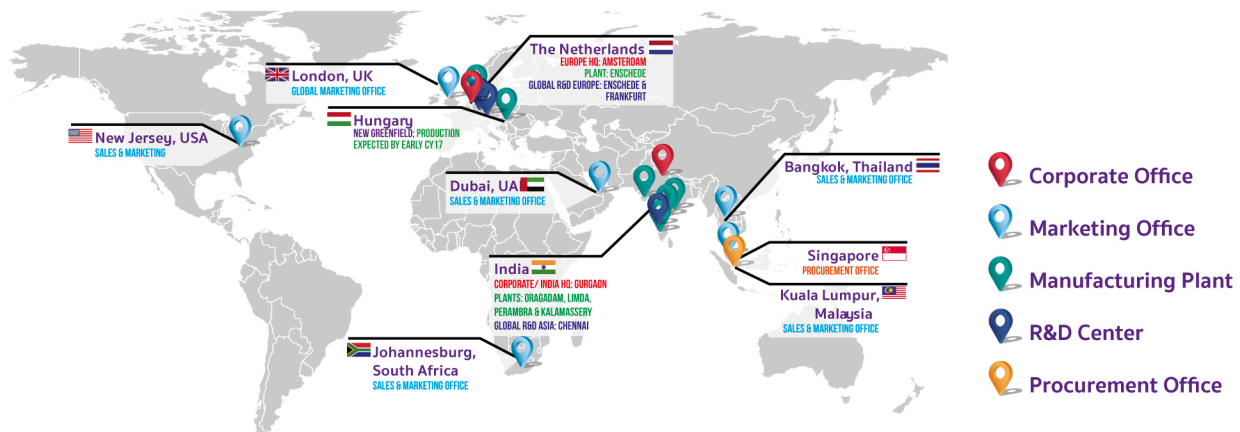 The Netherlands
EUROPE HQ: AMSTERDAM
PLANT: ENSCHEDE
GLOBAL R&D EUROPE: ENSCHEDE &
FRANKFURT
London, UK
GLOBAL MARKETING OFFICE
Hungary
NEW GREENFIELD; PRODUCTION
EXPECTED BY EARLY CY17
New Jersey, USA
SALES & MARKETING
Bangkok, Thailand
SALES & MARKETING OFFICE
Dubai, UA
SALES & MARKETING OFFICE
India
CORPORATE/ INDIA HQ: GURGAON
PLANTS: ORAGADAM, LIMDA,
PERAMBRA & KALAMASSERY
GLOBAL R&D ASIA: CHENNAI
Singapore
PROCUREMENT OFFICE
Kuala Lumpur,
Malaysia
SALES & MARKETING OFFICE
Johannesburg,
South Africa
SALES & MARKETING OFFICE
Corporate Office
Marketing Office
Manufacturing Plant
R&D Center
Procurement Office